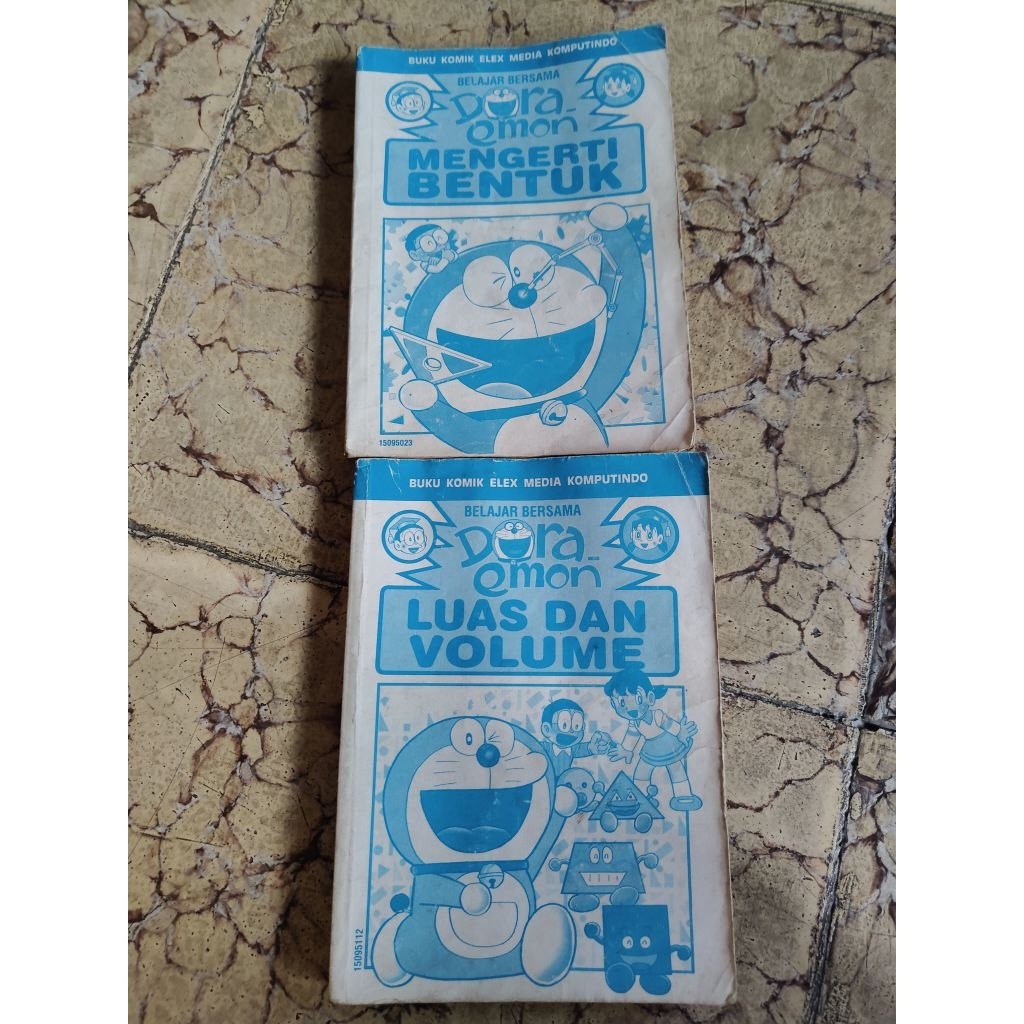 BUKU KOMIK ELEX MEDIA KOMPUTINDO
BELAJAR BERSAMA
Dora-
emon
MENGERTI
BENTUK
15095023
BUKU KOMIK ELEX MEDIA KOMPUTINDO
BELAJAR BERSAMA
Dora-
emon
LUAS DAN
VOLUME
15095112